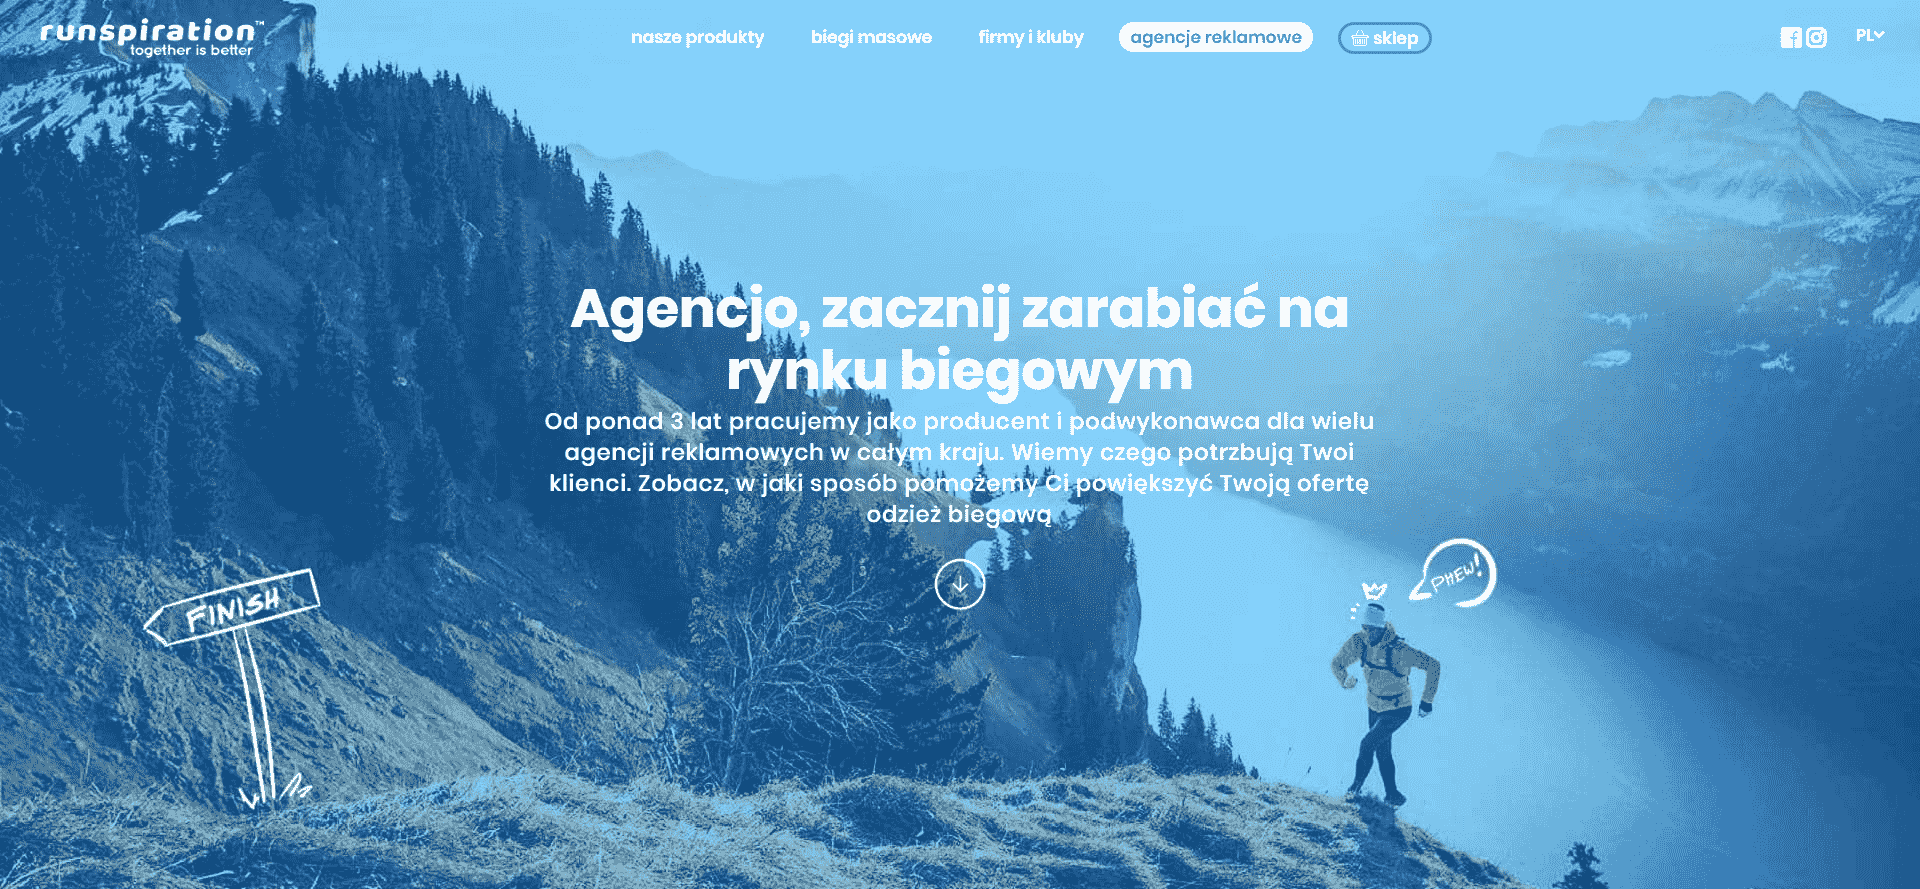 runspiration™
together is better
nasze produkty
biegi masowe
firmy i kluby
agencje reklamowe
sklep
PL
Agencjo, zacznij zarabiać na
rynku biegowym
Od ponad 3 lat pracujemy jako producent i podwykonawca dla wielu
agencji reklamowych w całym kraju. Wiemy czego potrzbują Twoi
klienci. Zobacz, w jaki sposób pomożemy Ci powiększyć Twoją ofertę
odzież biegową
FINISH
PHEW!